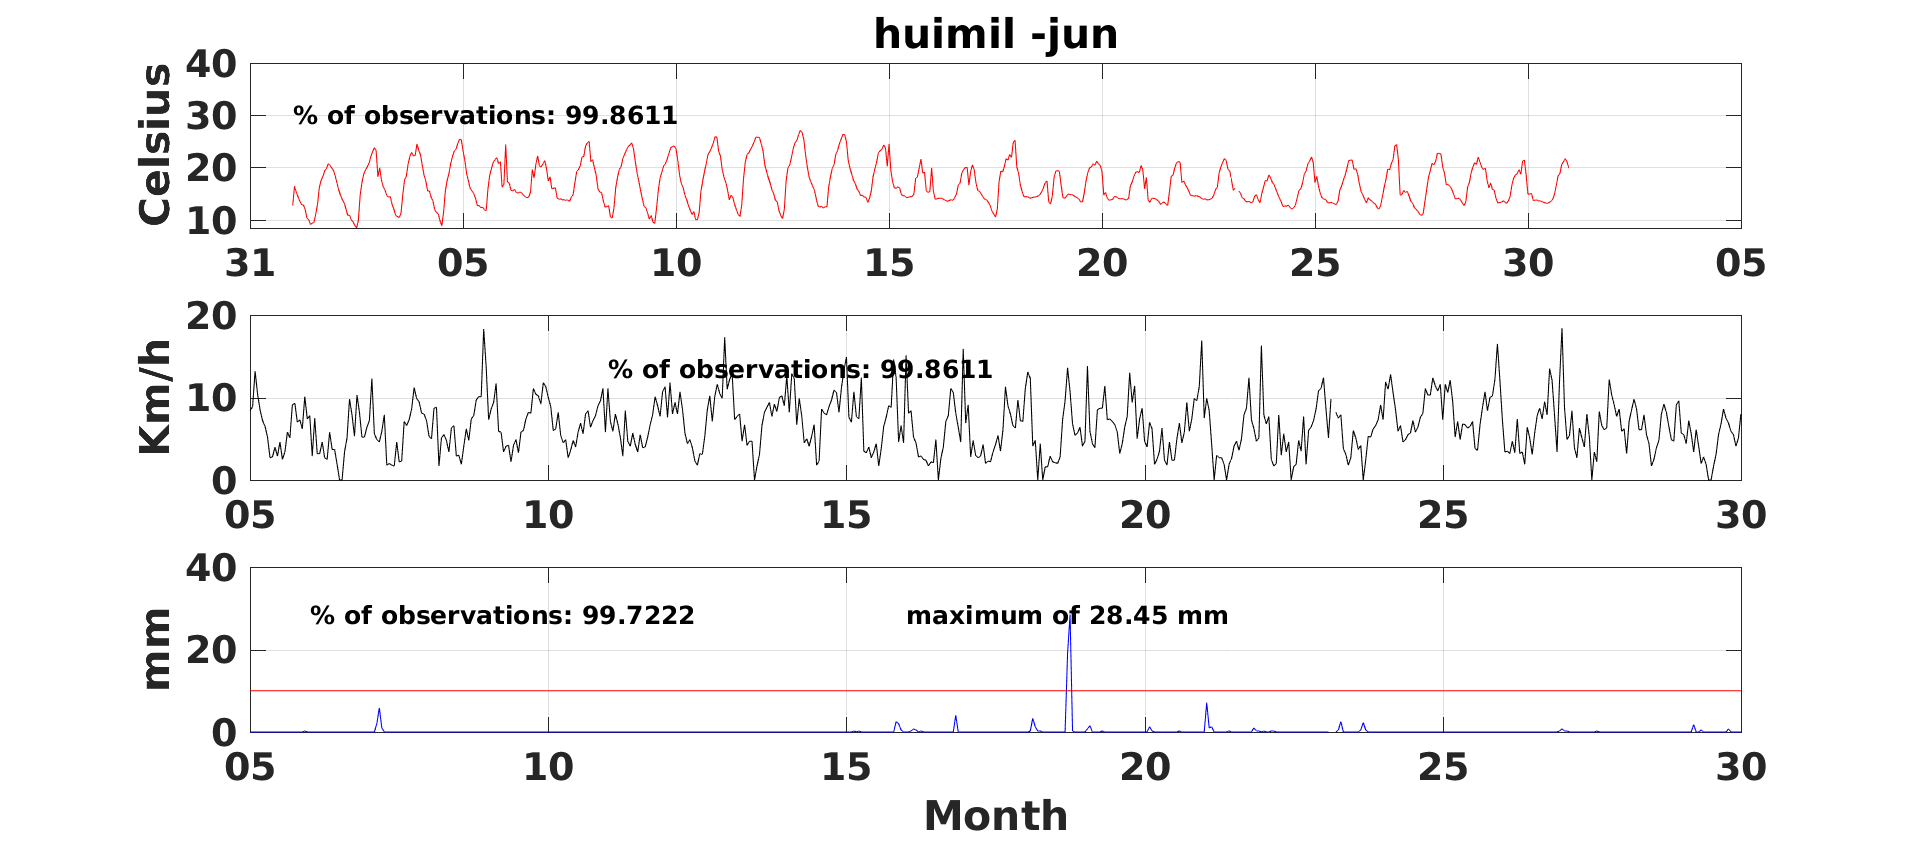 huimil -jun
Celsius
40
30
20
10
% of observations: 99.8611
31 05 10 15 20 25 30 05
Km/h
20
10
0
% of observations: 99.8611
05 10 15 20 25 30
mm
40
20
0
% of observations: 99.7222 maximum of 28.45 mm
05 10 15 20 25 30
Month